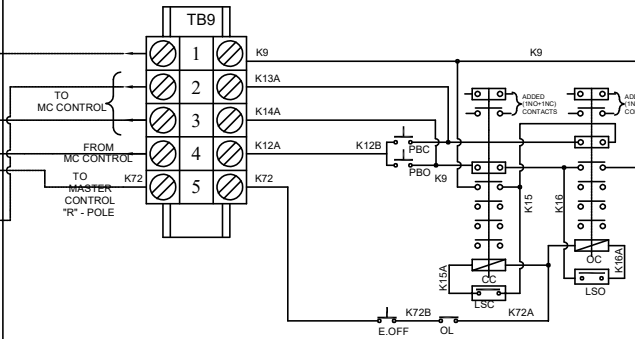 TB9
1
K9
K9
2
K13A
TO
MC CONTROL
3
K14A
FROM
MC CONTROL
4
K12A
K12B
PBC
PBO
K9
TO
MASTER
CONTROL
"R" - POLE
K72
5
K72
ADDED
(1NO+1NC)
CONTACTS
K15
K16
K15A
CC
LSC
OC
K16A
LSO
K72B
K72A
E.OFF
OL